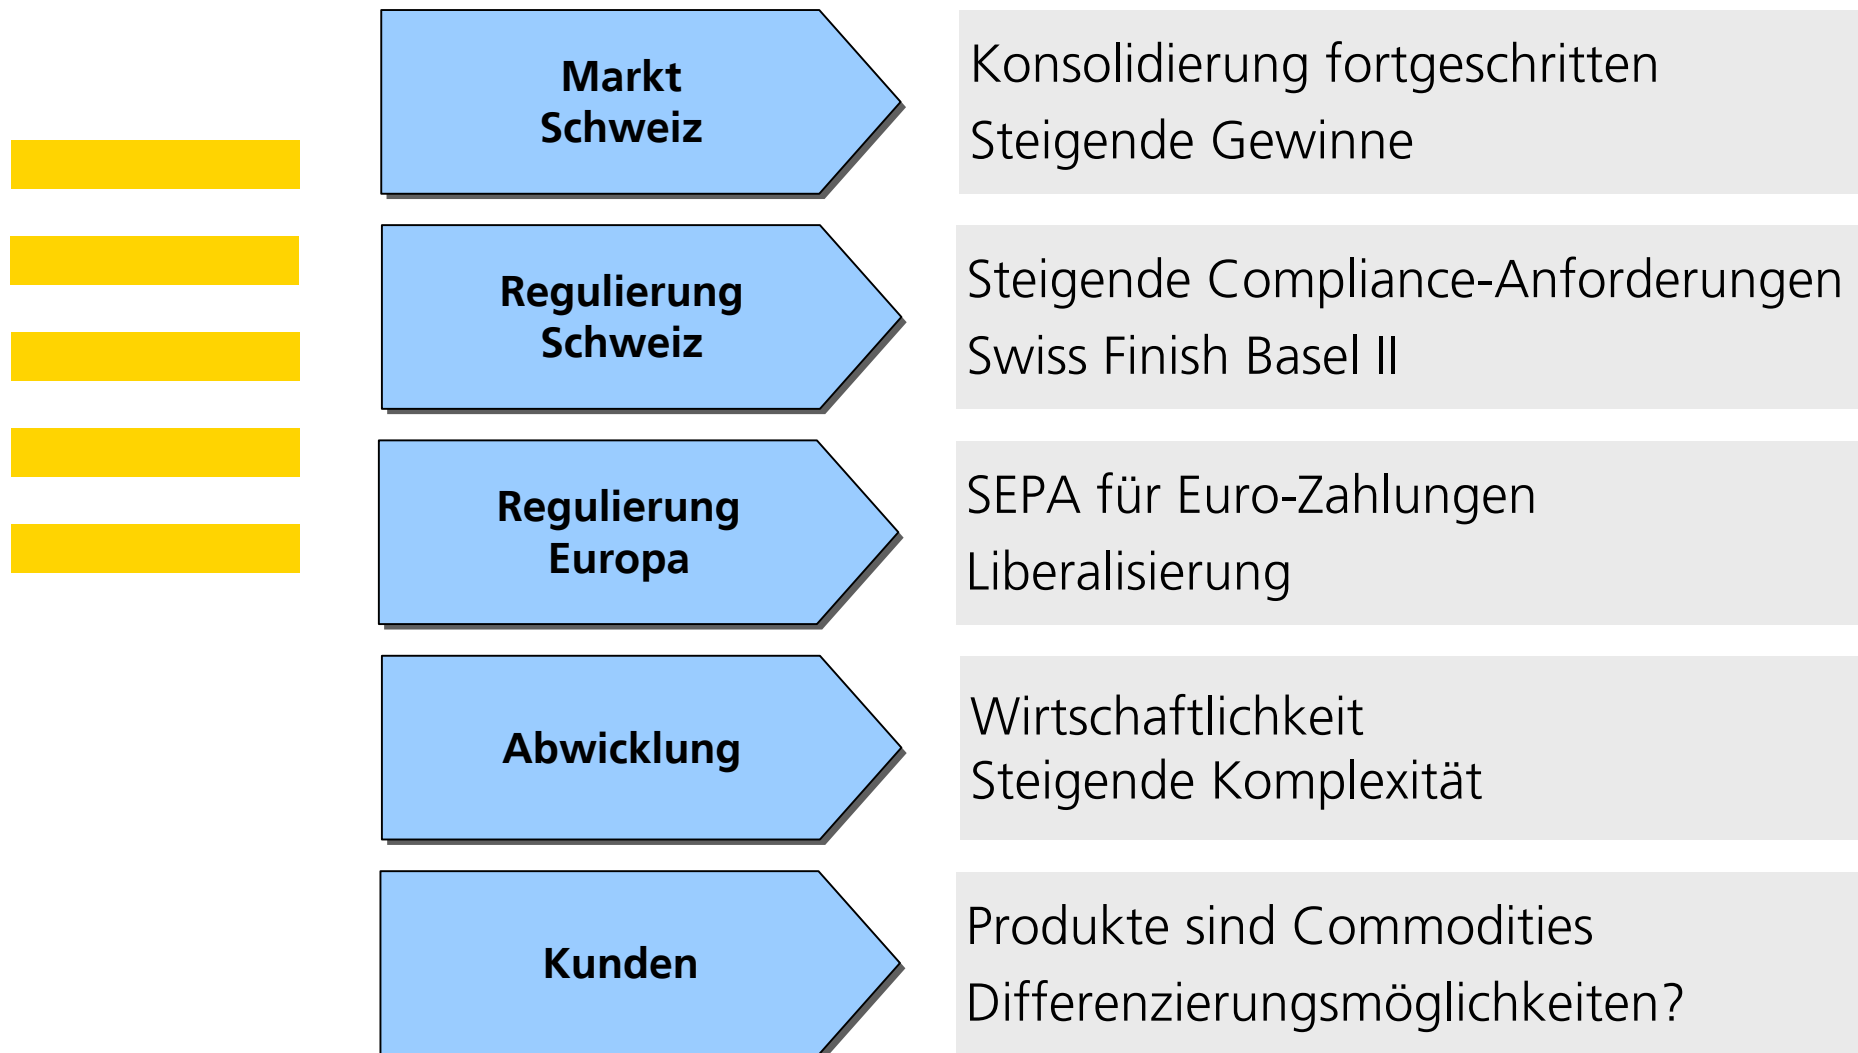 Markt
Schweiz
Konsolidierung fortgeschritten
Steigende Gewinne
Regulierung
Schweiz
Steigende Compliance-Anforderungen
Swiss Finish Basel II
Regulierung
Europa
SEPA für Euro-Zahlungen
Liberalisierung
Abwicklung
Wirtschaftlichkeit
Steigende Komplexität
Kunden
Produkte sind Commodities
Differenzierungsmöglichkeiten?